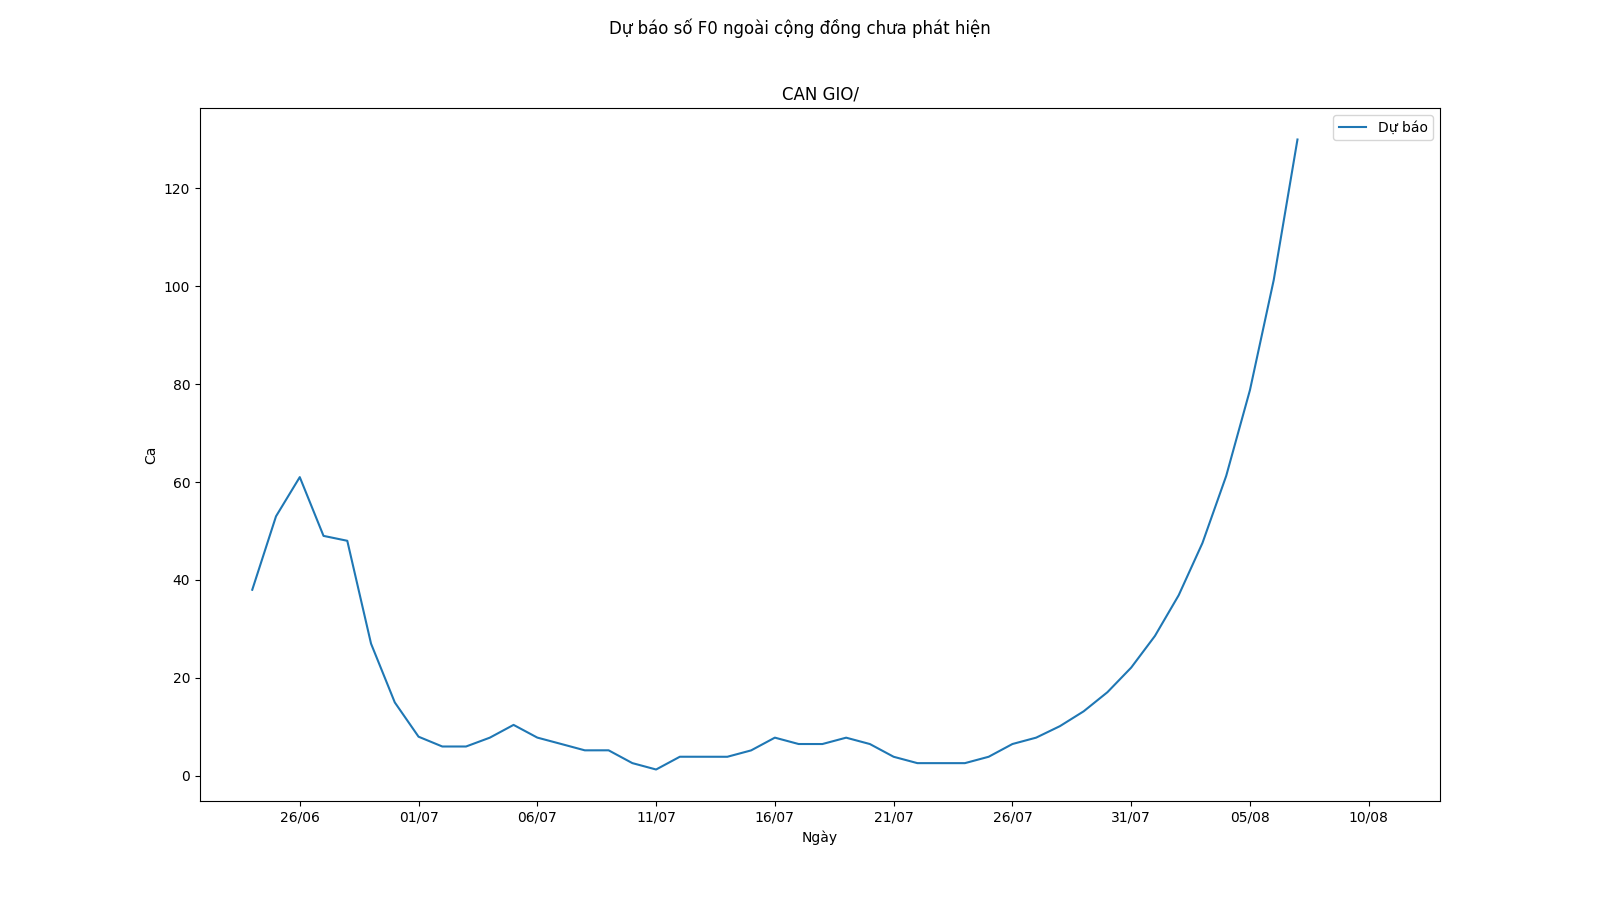 Dự báo số F0 ngoài cộng đồng chưa phát hiện
CAN GIO/
Dự báo
120
100
80
60
40
20
0
Ca
26/06 01/07 06/07 11/07 16/07 21/07 26/07 31/07 05/08 10/08
Ngày